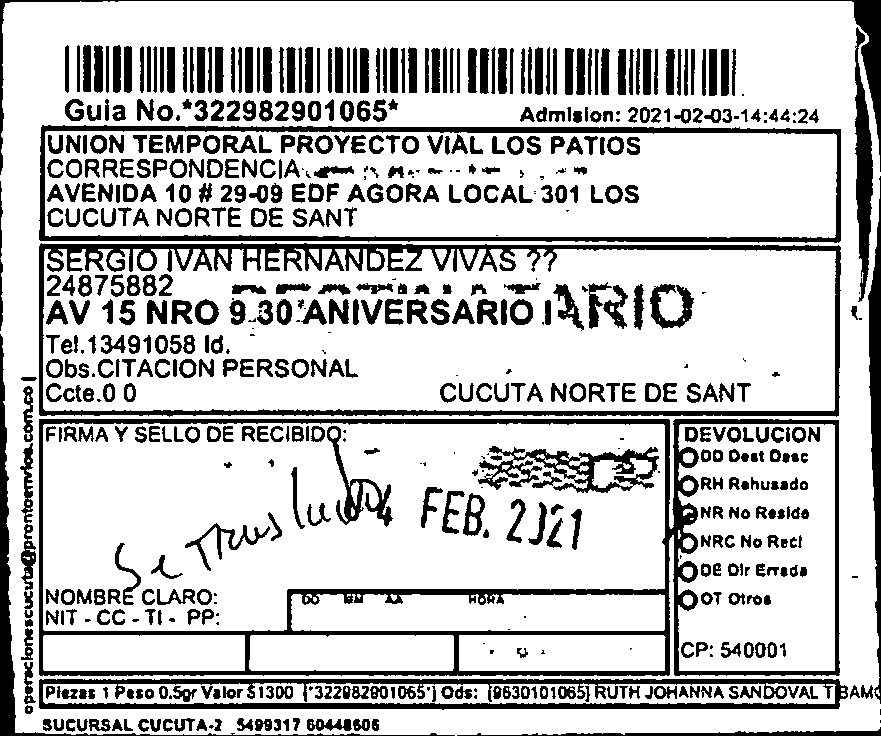 Guia No.*322982901065*
Admision: 2021-02-03-14:44:24
UNION TEMPORAL PROYECTO VIAL LOS PATIOS
CORRESPONDENCIA
AVENIDA 10 # 29-09 EDF AGORA LOCAL 301 LOS
CUCUTA NORTE DE SANT
SERGIO IVAN HERNANDEZ VIVAS ??
24875882
AV 15 NRO 9 30 ANIVERSARIO I
ARIO
Tel.13491058 Id.
Obs.CITACION PERSONAL
Ccte.0 0
CUCUTA NORTE DE SANT
operacionescucuta@prontoenvios.com.co |
FIRMA Y SELLO DE RECIBIDO:
Se Trasladó
04 FEB. 2021
NOMBRE CLARO:
NIT - CC - TI - PP:
DD MM AA HORA
DEVOLUCION
DD Dest Desc
RH Rehusado
NR No Reside
NRC No Recl
DE Dir Errada
OT Otros
CP: 540001
Piezas 1 Peso 0.5gr Valor $1300 (*322982901065*) Ods: (9630101065) RUTH JOHANNA SANDOVAL T BAMO
SUCURSAL CUCUTA-2 5499317 60448606